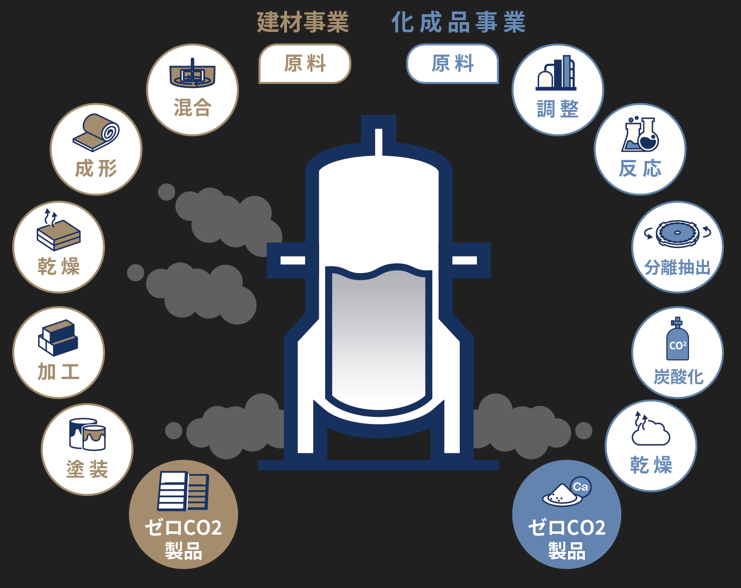 建材事業
原料
混合
成形
乾燥
加工
塗装
ゼロCO2
製品
化成品事業
原料
調整
反応
分離抽出
CO²
炭酸化
乾燥
Ca
ゼロCO2
製品